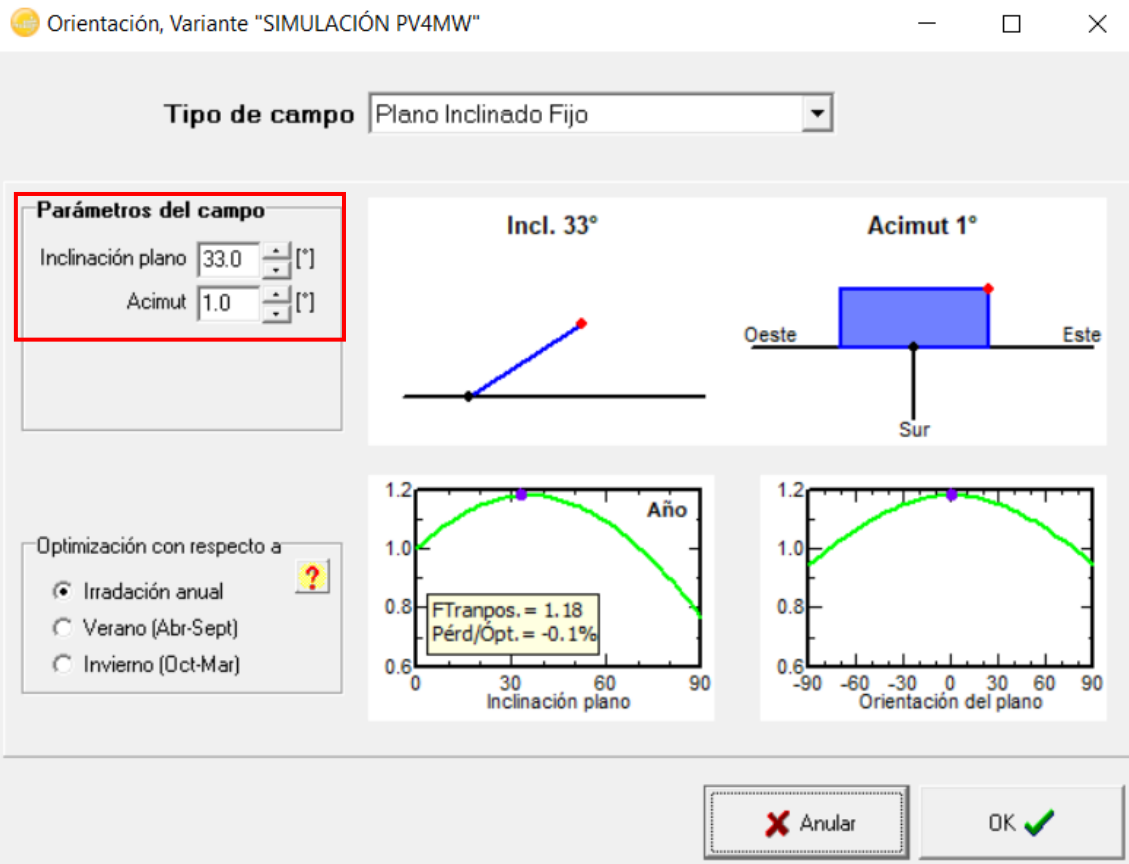 Orientación, Variante "SIMULACIÓN PV4MW"
Tipo de campo Plano Inclinado Fijo
Parámetros del campo
Inclinación plano 33.0 [°]
Acimut 1.0 [°]
Incl. 33°
Acimut 1°
Oeste Este
Sur
Optimización con respecto a
?
Irradación anual
Verano (Abr-Sept)
Invierno (Oct-Mar)
1.2
1.0
0.8
0.6
Año
FTranpos. = 1.18
Pérd/Ópt. = -0.1%
0 30 60 90
Inclinación plano
1.2
1.0
0.8
0.6
-90 -60 -30 0 30 60 90
Orientación del plano
Anular
OK